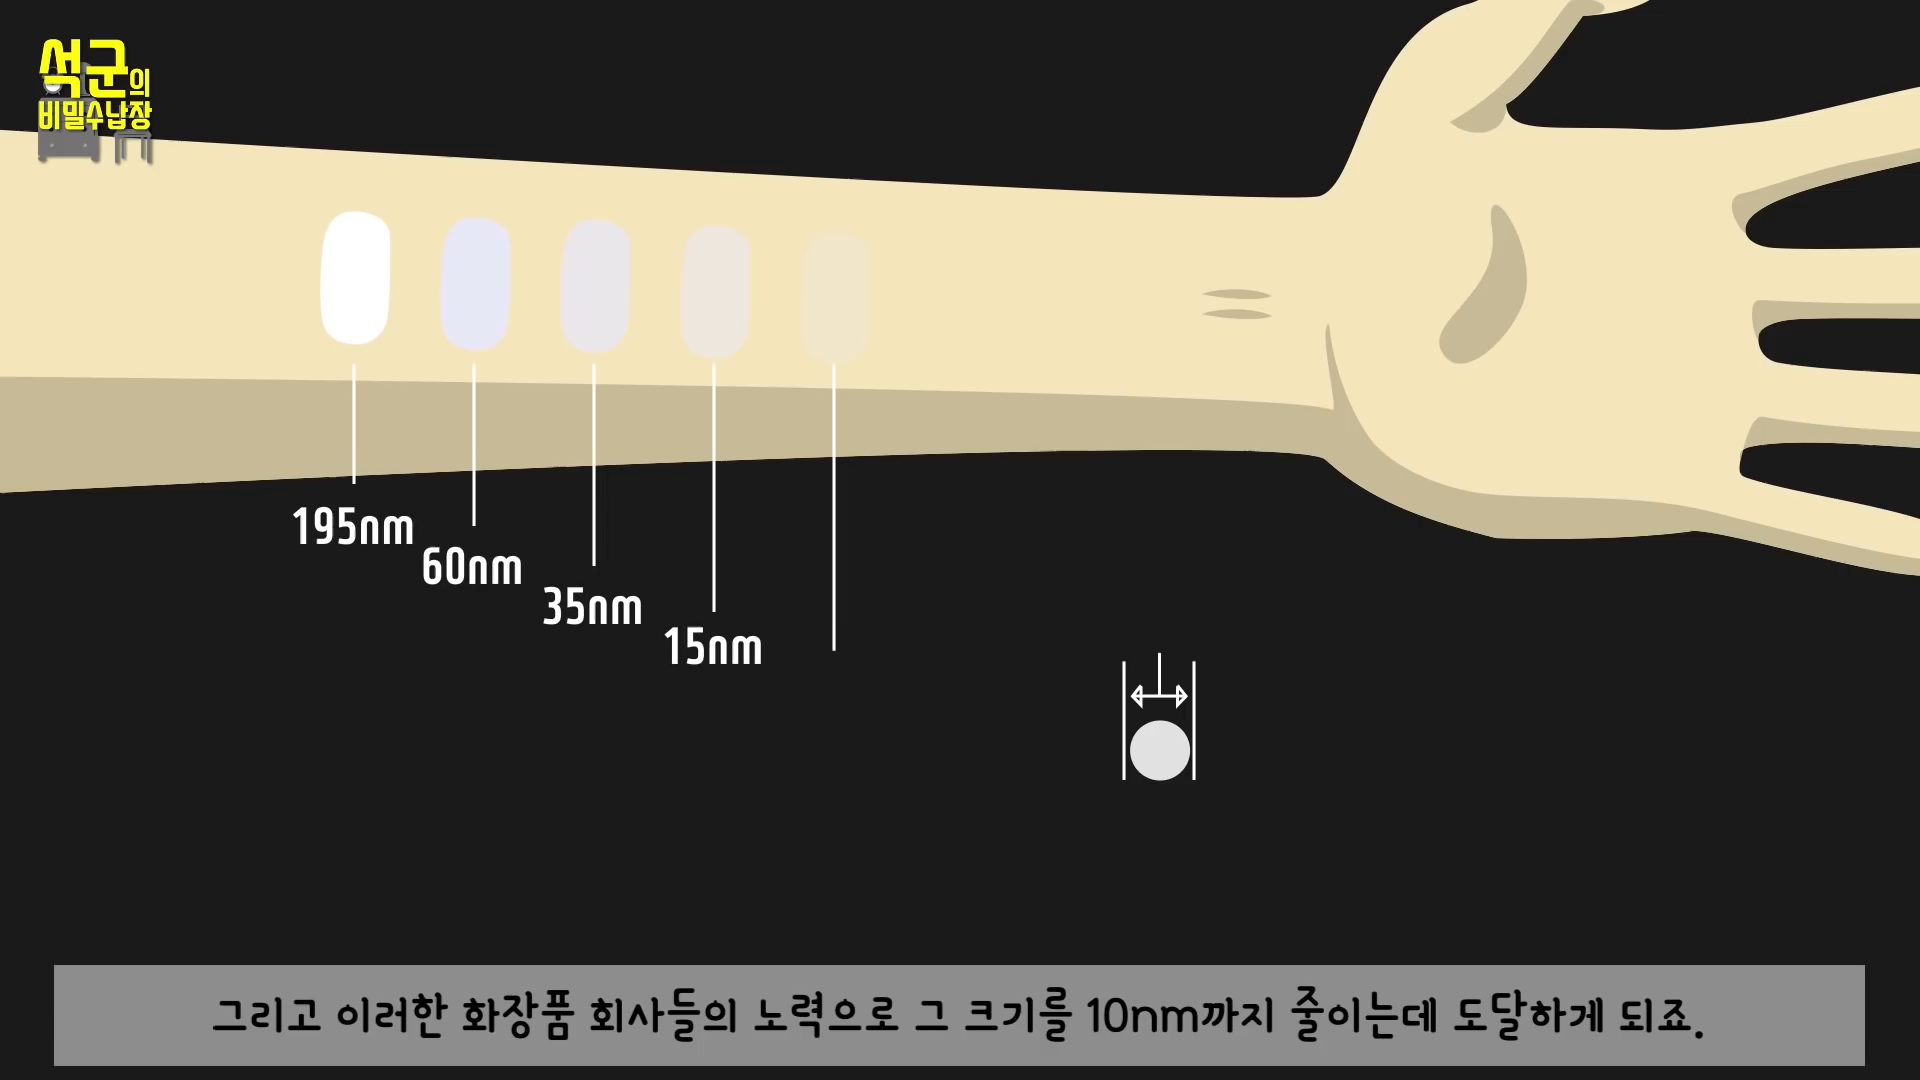 석군의
비밀수납장
195nm
60nm
35nm
15nm
그리고 이러한 화장품 회사들의 노력으로 그 크기를 10nm까지 줄이는데 도달하게 되죠.